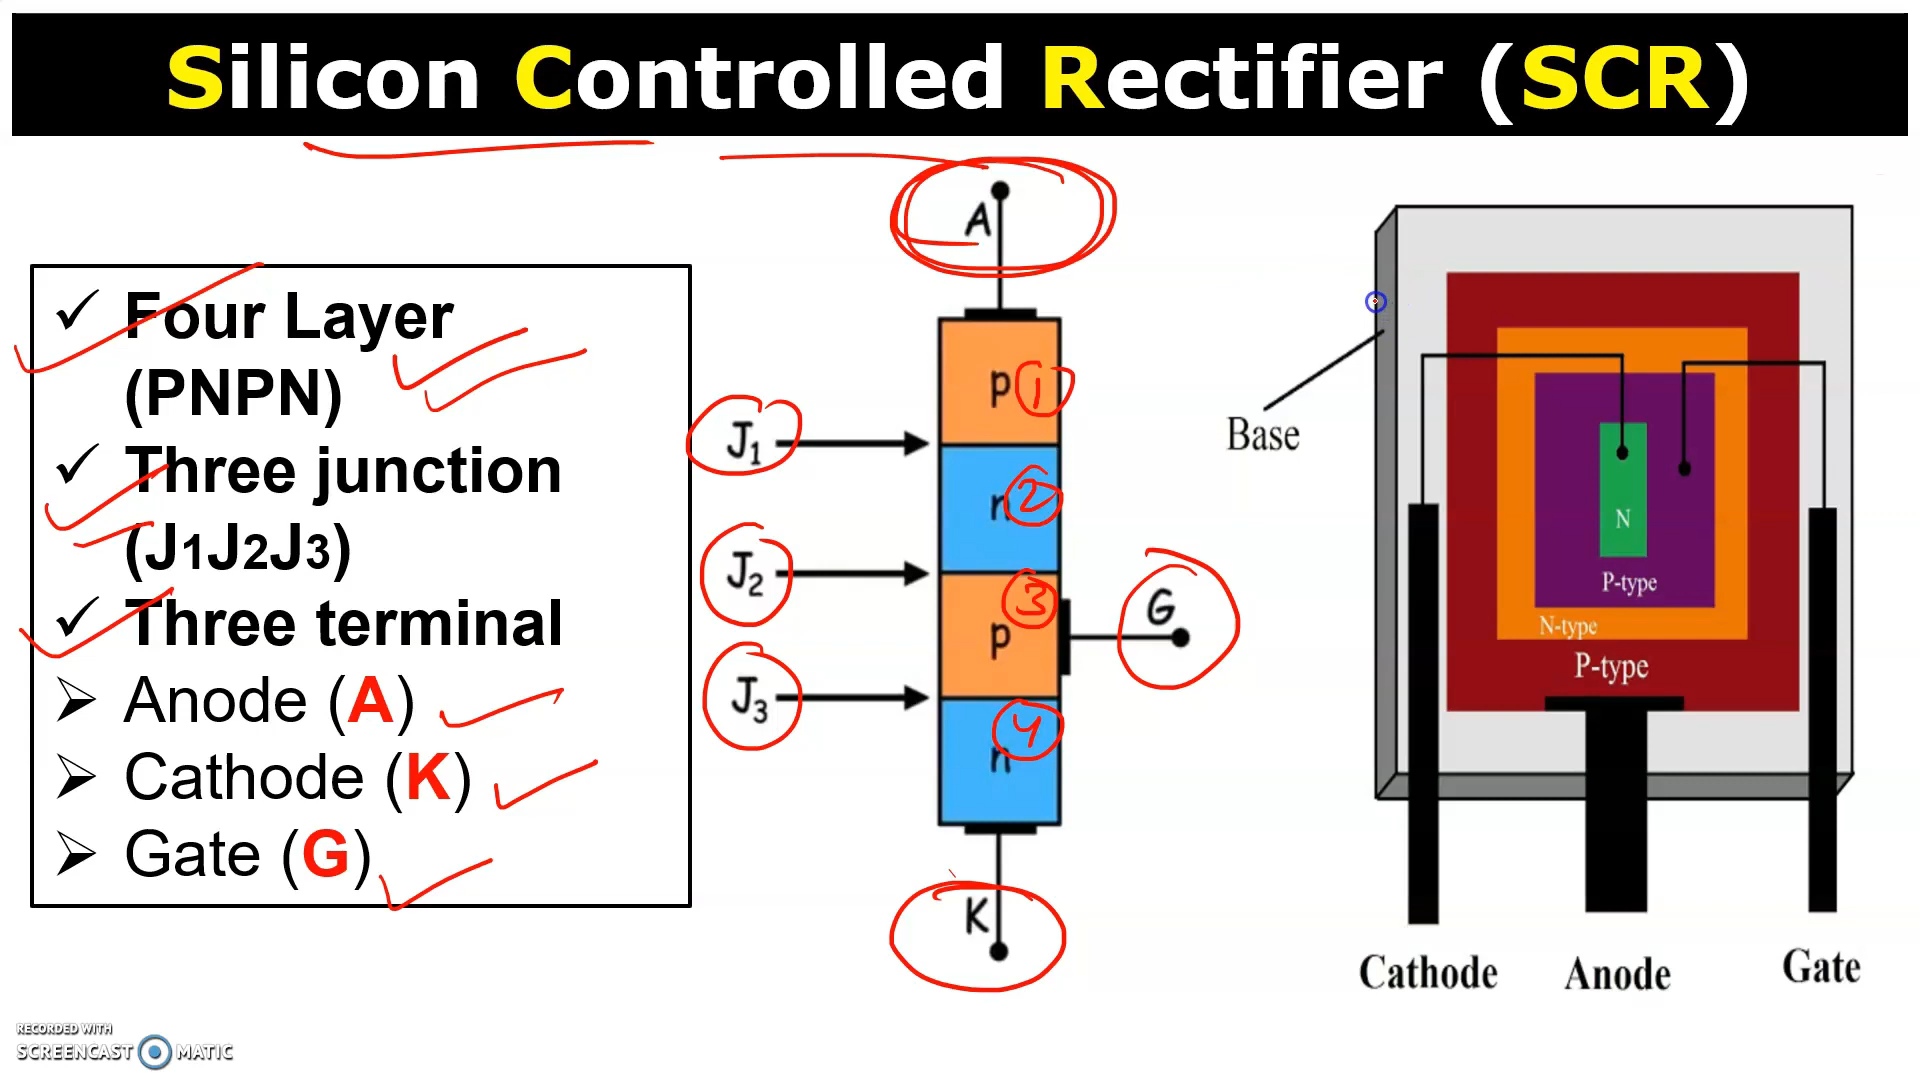 Silicon Controlled Rectifier (SCR)
✓ Four Layer
(PNPN)
✓ Three junction
(J1J2J3)
✓ Three terminal
➢ Anode (A)
➢ Cathode (K)
➢ Gate (G)
A
p 1
J1
n 2
J2
3
p
G
J3
4
n
K
Base
N
P-type
N-type
P-type
Cathode
Anode
Gate
RECORDED WITH
SCREENCAST MATIC